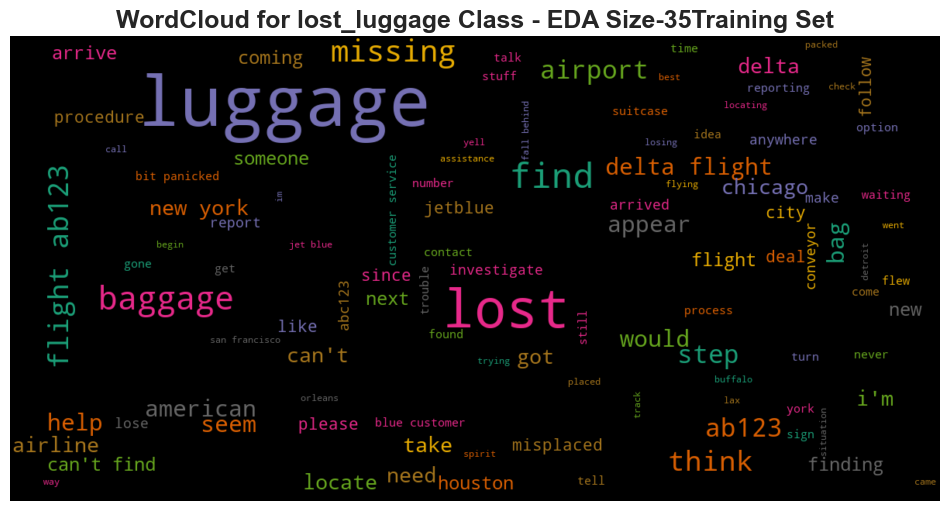 WordCloud for lost_luggage Class - EDA Size-35Training Set
packed
time
missing
arrive
coming
talk
airport
delta
stuff
best
follow
reporting
check
luggage
locating
suitcase
procedure
fall behind
option
idea
yell
losing
anywhere
call
someone
assistance
customer service
find
delta flight
bit panicked
number
flying
chicago
im
make
waiting
flight ab123
new york
jetblue
arrived
city
report
appear
went
conveyor
bag
begin
jet blue
contact
flight
deal
detroit
gone
get
since
investigate
trouble
flew
baggage
abc123
next
lost
come
process
new
like
still
found
san francisco
would
can't
got
step
turn
never
trying
buffalo
placed
orleans
track
lax
i'm
american
york
help
lose
seem
please
blue customer
ab123
sign
situation
airline
take
misplaced
can't find
spirit
think
finding
way
locate
need
houston
tell
came